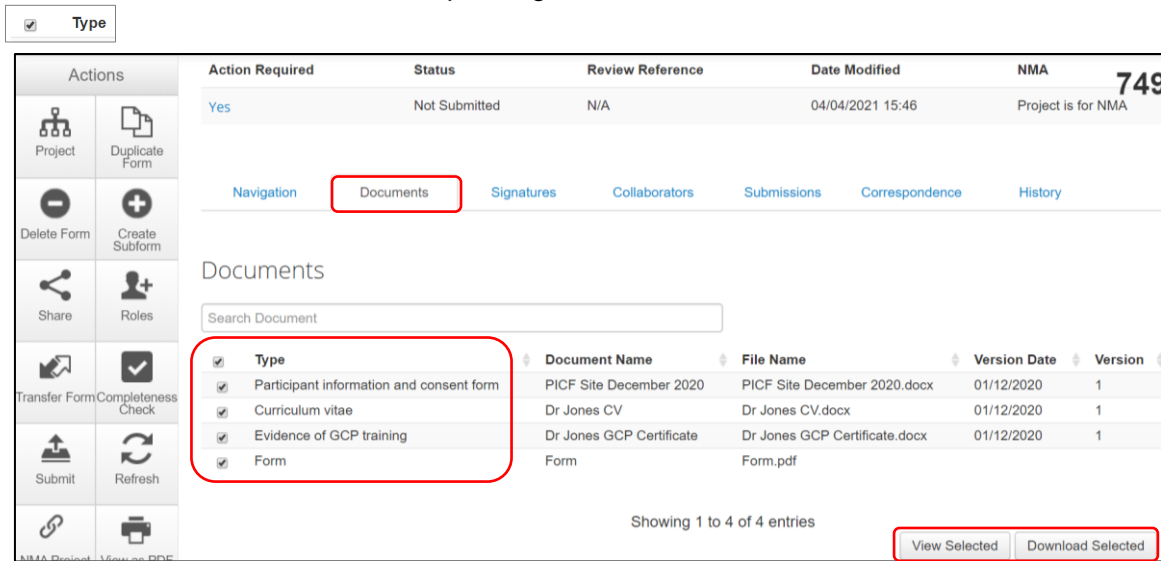 Type
Actions
Action Required Status Review Reference Date Modified NMA 749
Yes Not Submitted N/A 04/04/2021 15:46 Project is for NMA
Project Duplicate Form
Navigation Documents Signatures Collaborators Submissions Correspondence History
Delete Form Create Subform
Documents
Share Roles
Search Document
Type Document Name File Name Version Date Version
Participant information and consent form PICF Site December 2020 PICF Site December 2020.docx 01/12/2020 1
Transfer Form Completeness Check
Curriculum vitae Dr Jones CV Dr Jones CV.docx 01/12/2020 1
Evidence of GCP training Dr Jones GCP Certificate Dr Jones GCP Certificate.docx 01/12/2020 1
Form Form Form.pdf
Submit Refresh
Showing 1 to 4 of 4 entries
View Selected Download Selected
NMA Project View as PDF